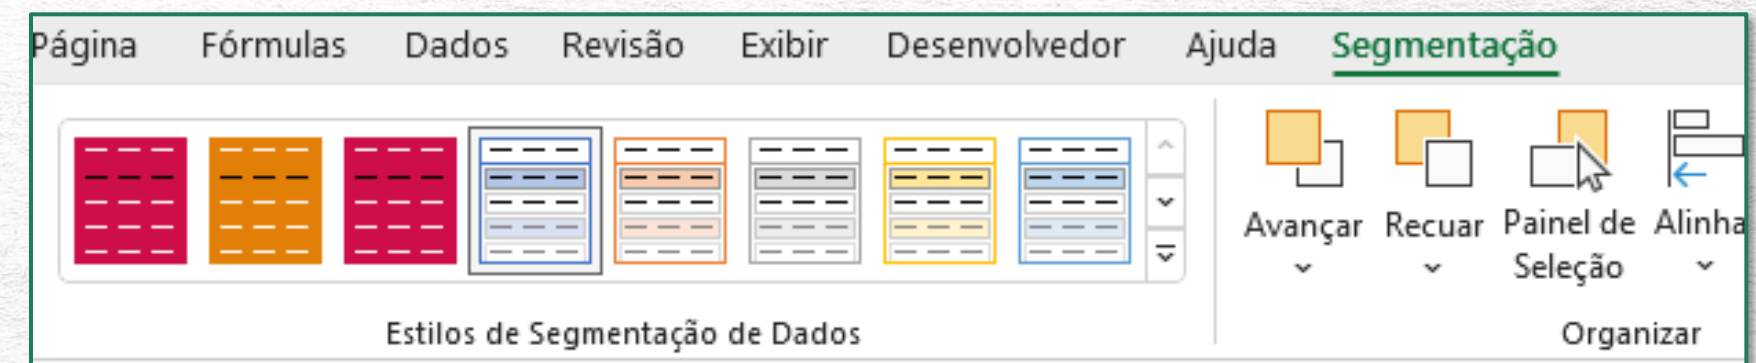 Página Fórmulas Dados Revisão Exibir Desenvolvedor Ajuda Segmentação
Avançar Recuar Painel de Seleção Alinha
Estilos de Segmentação de Dados Organizar